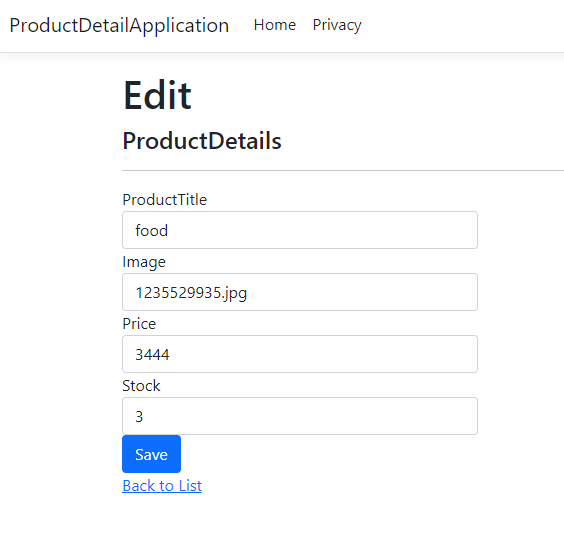 ProductDetailApplication Home Privacy
Edit
ProductDetails
ProductTitle
food
Image
1235529935.jpg
Price
3444
Stock
3
Save
Back to List